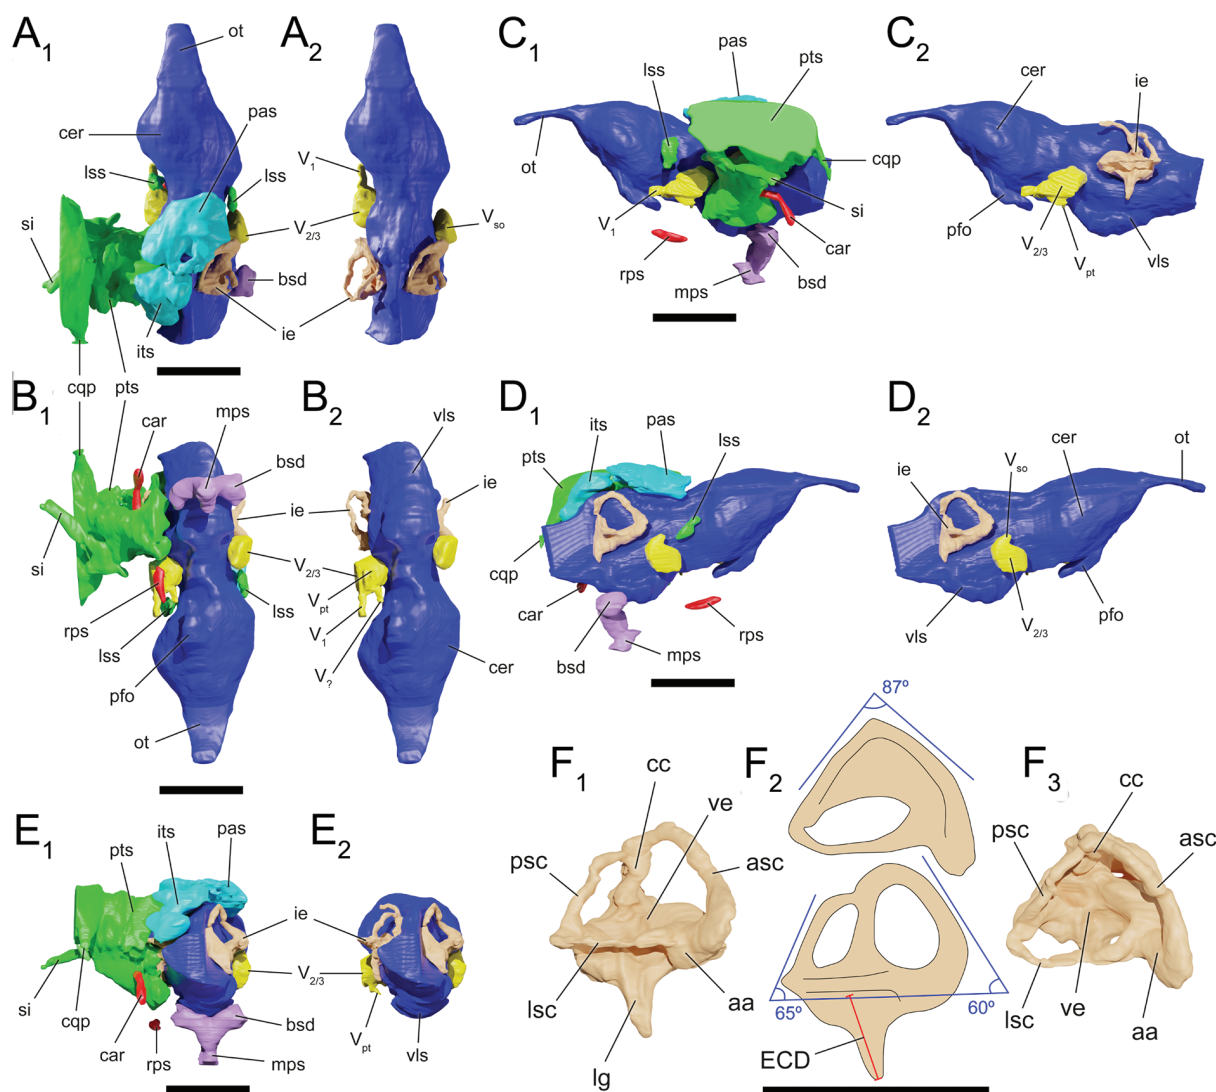 A1
ot
cer
pas
lss
lss
si
bsd
its
ie
cqp
pts
A2
V1
V2/3
Vso
C1
pas
lss
pts
ot
cqp
V1
si
car
rps
bsd
mps
C2
cer
ie
pfo
V2/3
Vpt
vls
B1
car
mps
bsd
ie
si
V2/3
rps
lss
lss
pfo
ot
B2
vls
ie
Vpt
V1
V?
cer
D1
its
pas
lss
pts
cqp
car
bsd
mps
rps
D2
ot
cer
Vso
ie
vls
V2/3
pfo
E1
its
pas
pts
ie
V2/3
si
cqp
car
rps
bsd
mps
E2
Vpt
vls
F1
cc
ve
psc
asc
lsc
aa
lg
F2
87º
65º
60º
ECD
F3
cc
psc
asc
lsc
ve
aa